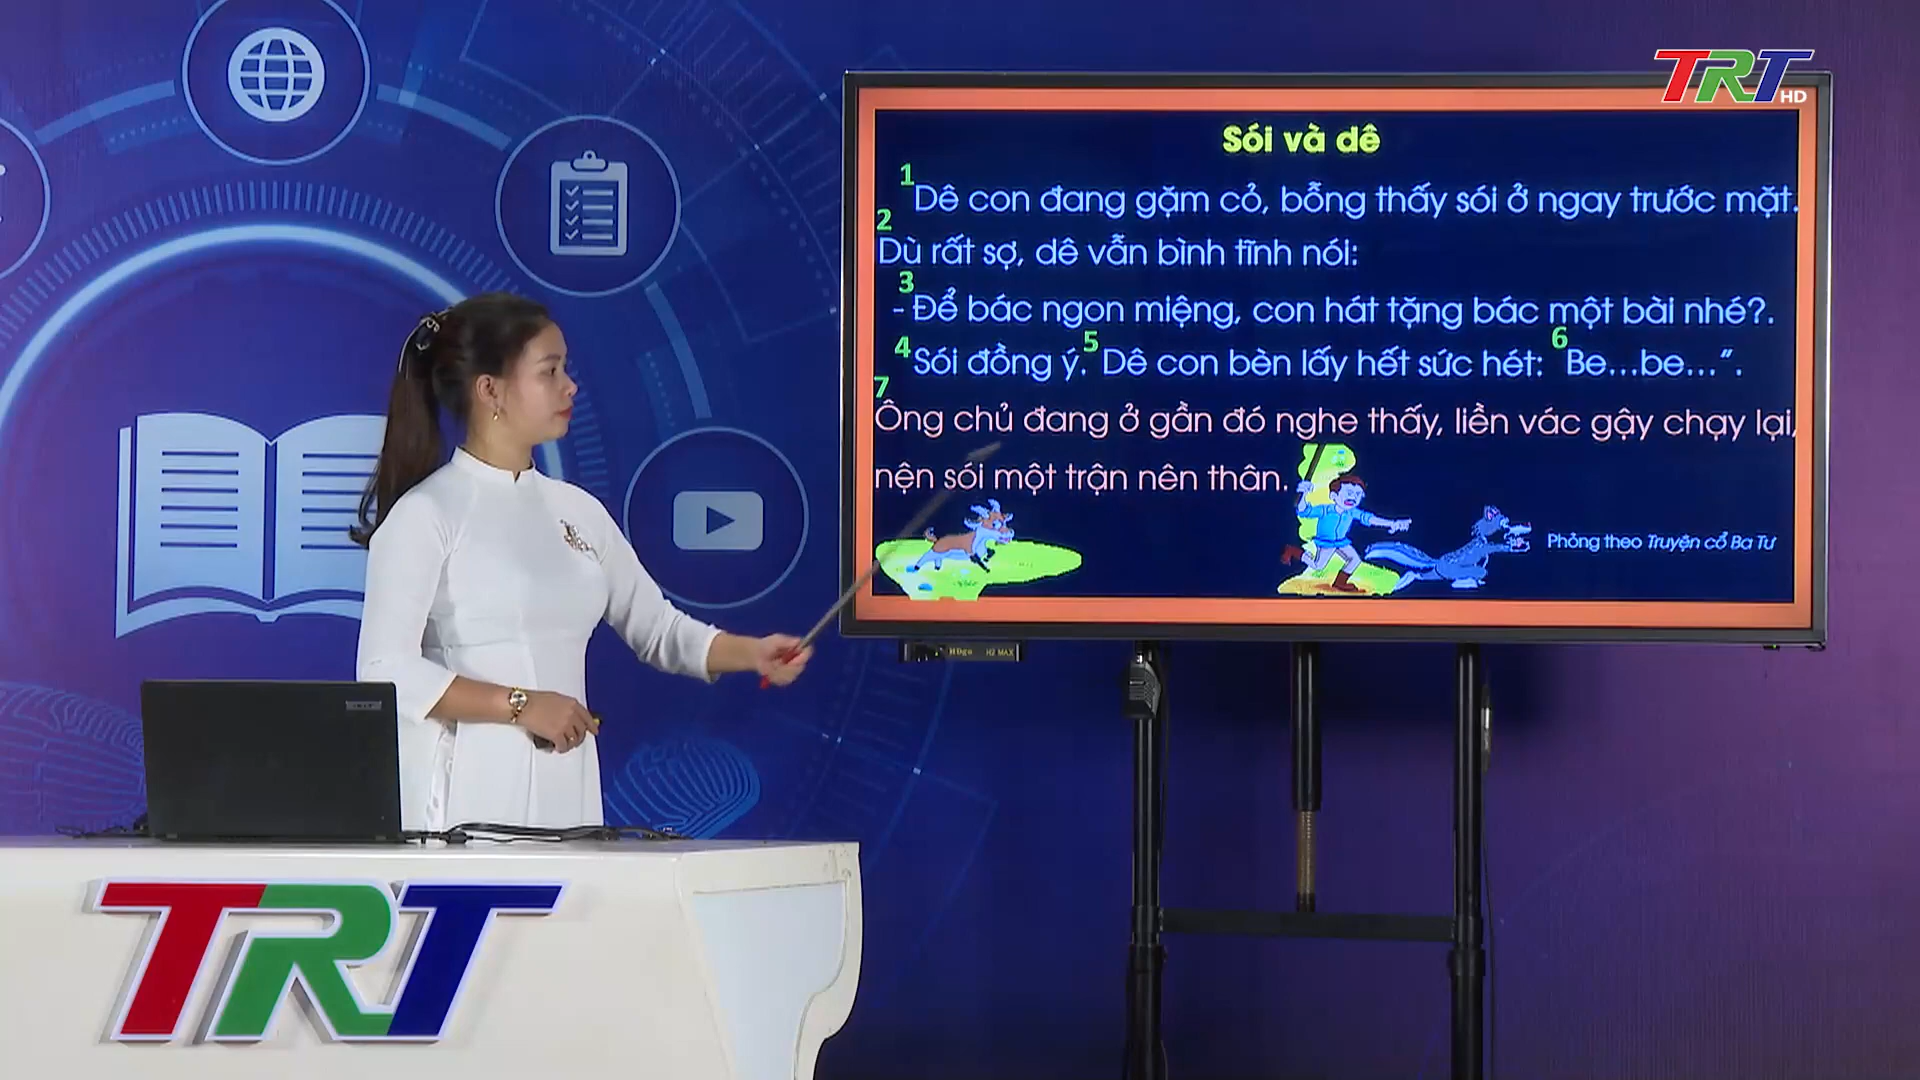 TRT HD
Sói và dê
1 Dê con đang gặm cỏ, bỗng thấy sói ở ngay trước mặt.
2 Dù rất sợ, dê vẫn bình tĩnh nói:
3 - Để bác ngon miệng, con hát tặng bác một bài nhé?.
4 Sói đồng ý. 5 Dê con bèn lấy hết sức hét: 6 Be...be...”.
7 Ông chủ đang ở gần đó nghe thấy, liền vác gậy chạy lại,
nện sói một trận nên thân.
Phỏng theo Truyện cổ Ba Tư
H2 MAX
TRT